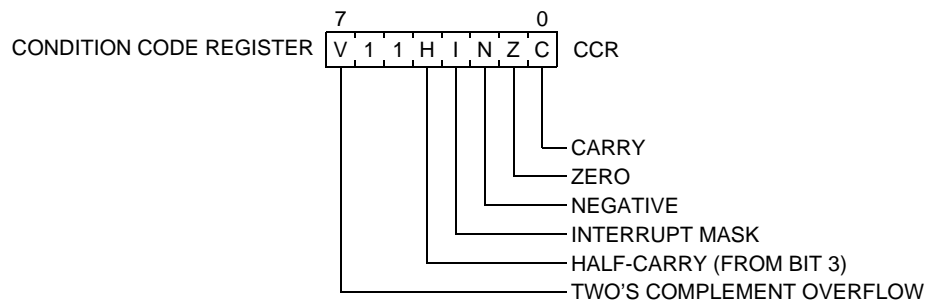 7 0
CONDITION CODE REGISTER V 1 1 H I N Z C CCR
CARRY
ZERO
NEGATIVE
INTERRUPT MASK
HALF-CARRY (FROM BIT 3)
TWO'S COMPLEMENT OVERFLOW